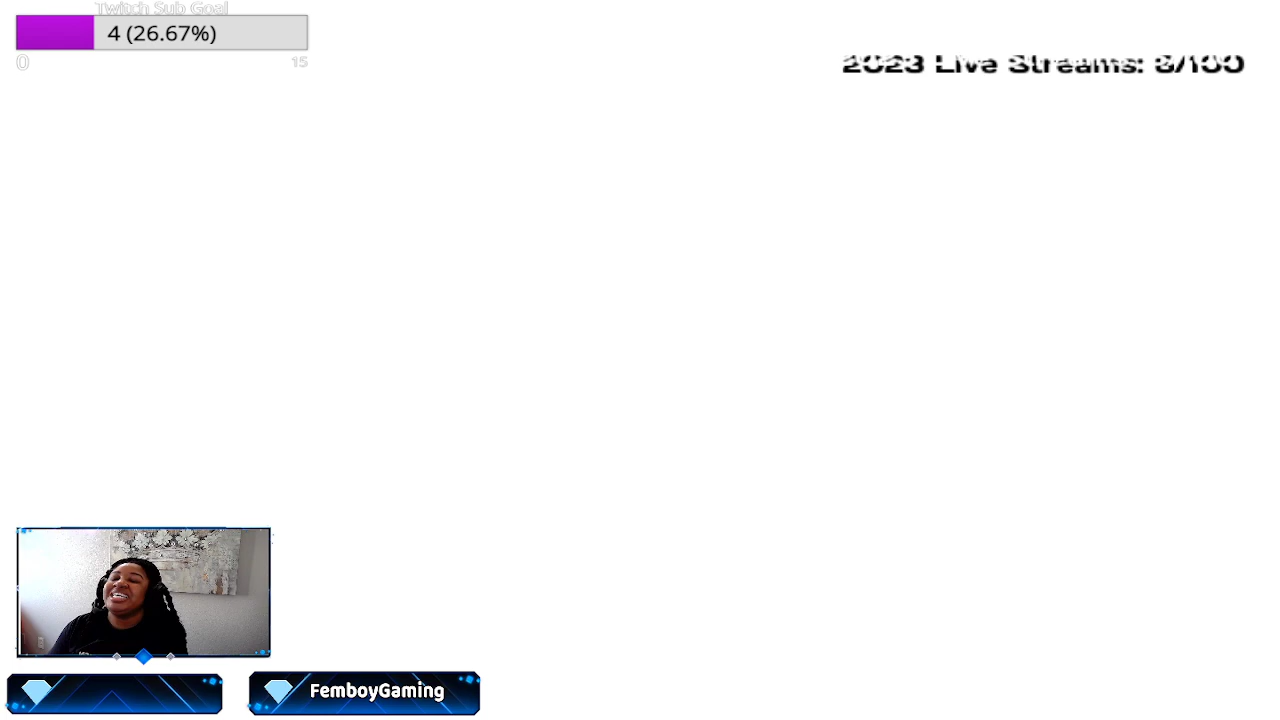 Twitch Sub Goal
4 (26.67%)
0 15
2023 Live Streams: 8/100
FemboyGaming